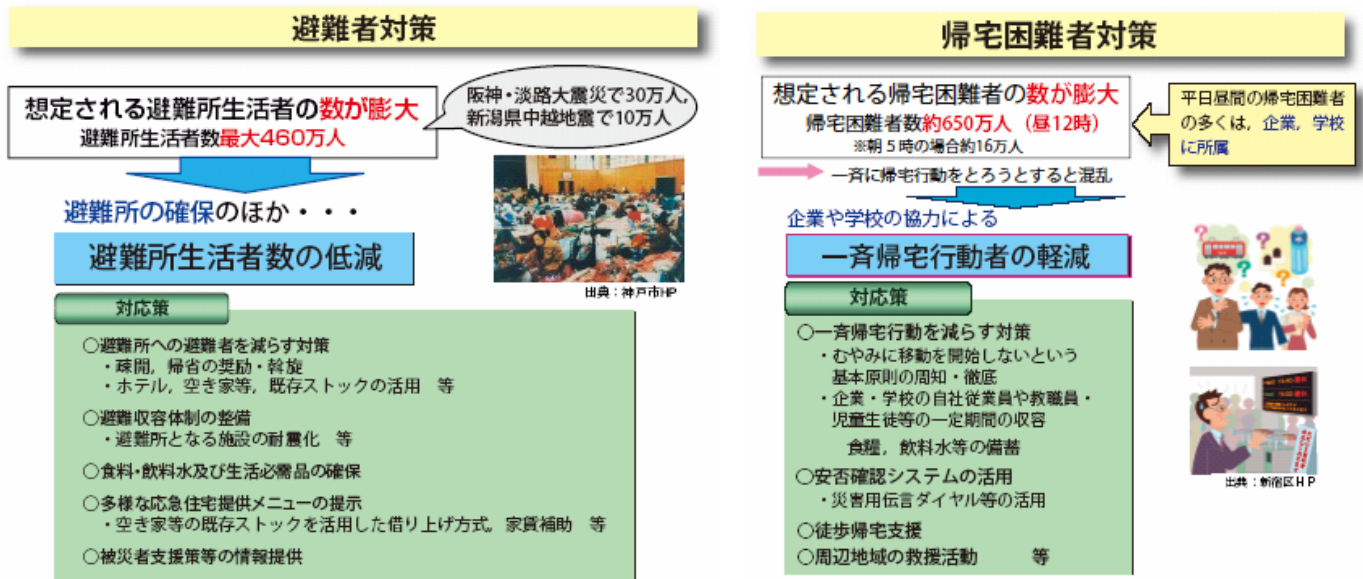 避難者対策
想定される避難所生活者の数が膨大
避難所生活者数最大460万人
阪神・淡路大震災で30万人,
新潟県中越地震で10万人
避難所の確保のほか・・・
避難所生活者数の低減
出典：神戸市HP
対応策
○避難所への避難者を減らす対策
・疎開，帰省の奨励・斡旋
・ホテル，空き家等，既存ストックの活用　等
○避難収容体制の整備
・避難所となる施設の耐震化　等
○食料・飲料水及び生活必需品の確保
○多様な応急住宅提供メニューの提示
・空き家等の既存ストックを活用した借り上げ方式，家賃補助　等
○被災者支援策等の情報提供
帰宅困難者対策
想定される帰宅困難者の数が膨大
帰宅困難者数約650万人（昼12時）
※朝５時の場合約16万人
平日昼間の帰宅困難者
の多くは，企業，学校
に所属
一斉に帰宅行動をとろうとすると混乱
企業や学校の協力による
一斉帰宅行動者の軽減
対応策
○一斉帰宅行動を減らす対策
・むやみに移動を開始しないという
基本原則の周知・徹底
・企業・学校の自社従業員や教職員・
児童生徒等の一定期間の収容
食糧，飲料水等の備蓄
○安否確認システムの活用
・災害用伝言ダイヤル等の活用
○徒歩帰宅支援
○周辺地域の救援活動　　等
出典：新宿区ＨＰ